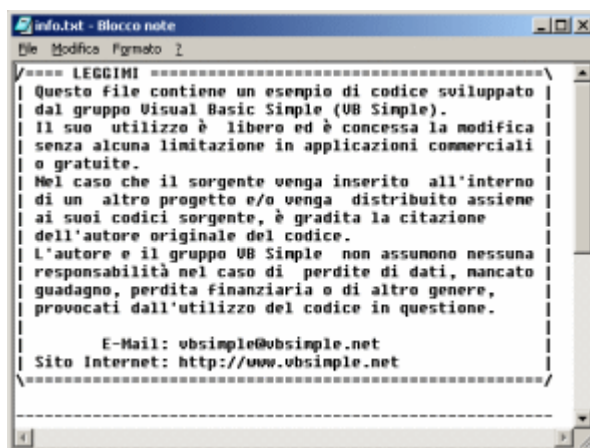 info.txt - Blocco note
File Modifica Formato ?
/==== LEGGIMI ===========================================\
| Questo file contiene un esempio di codice sviluppato |
| dal gruppo Visual Basic Simple (VB Simple). |
| Il suo utilizzo è libero ed è concessa la modifica |
| senza alcuna limitazione in applicazioni commerciali |
| o gratuite. |
| Nel caso che il sorgente venga inserito all'interno |
| di un altro progetto e/o venga distribuito assieme |
| ai suoi codici sorgente, è gradita la citazione |
| dell'autore originale del codice. |
| L'autore e il gruppo VB Simple non assumono nessuna |
| responsabilità nel caso di perdite di dati, mancato |
| guadagno, perdita finanziaria o di altro genere, |
| provocati dall'utilizzo del codice in questione. |
| |
| E-Mail: vbsimple@vbsimple.net |
| Sito Internet: http://www.vbsimple.net |
\======================================================/
--------------------------------------------------------